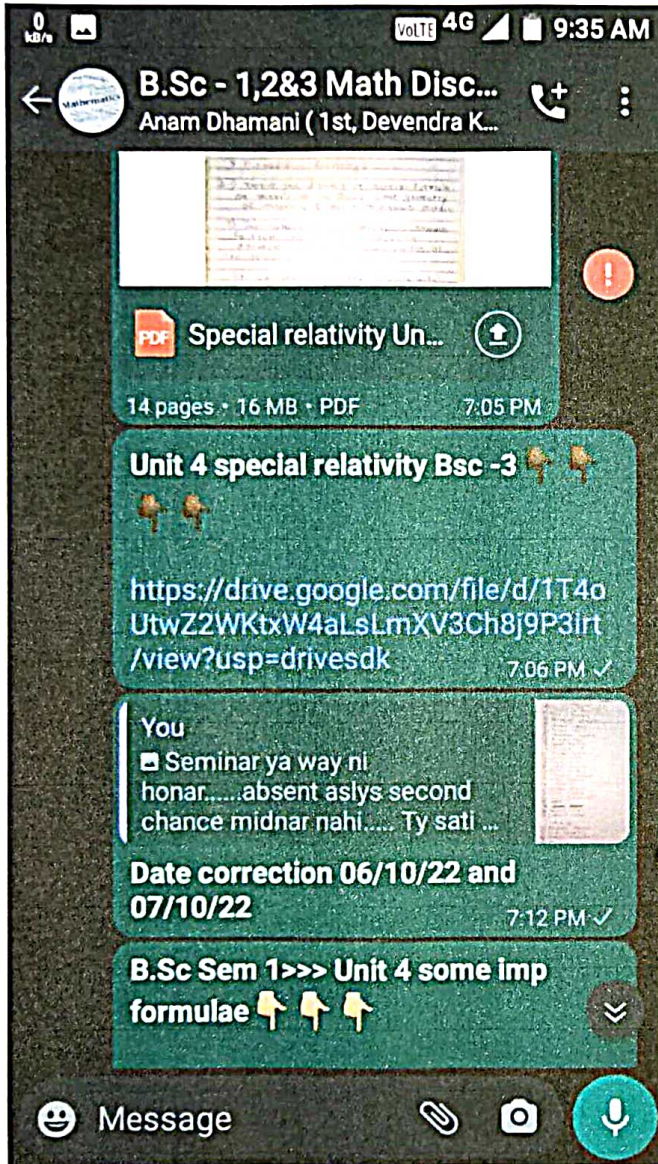 0
kB/s
VoLTE 4G 9:35 AM
B.Sc - 1,2&3 Math Disc...
Mathematics
Anam Dhamani ( 1st, Devendra K...
PDF Special relativity Un...
14 pages • 16 MB • PDF 7:05 PM
Unit 4 special relativity Bsc -3 👇👇
👇👇
https://drive.google.com/file/d/1T4o
UtwZ2WKtxW4aLsLmXV3Ch8j9P3irt
/view?usp=drivesdk 7:06 PM
You
Seminar ya way ni
honar......absent aslys second
chance midnar nahi..... Ty sati ...
Date correction 06/10/22 and
07/10/22 7:12 PM
B.Sc Sem 1>>> Unit 4 some imp
formulae 👇👇👇
Message